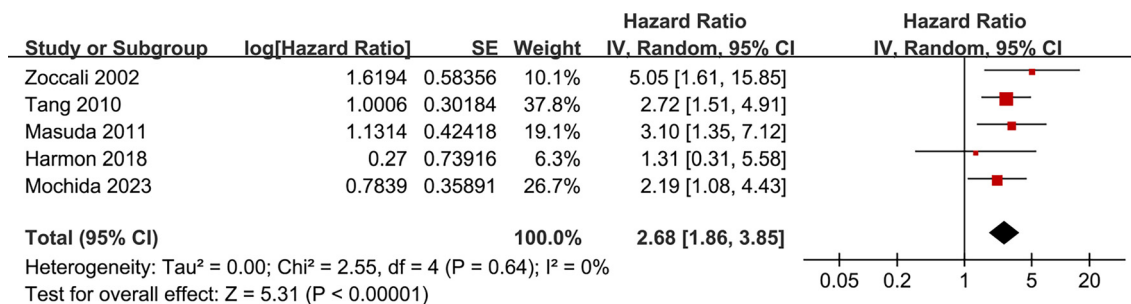 Hazard Ratio Hazard Ratio
Study or Subgroup log[Hazard Ratio] SE Weight IV, Random, 95% CI IV, Random, 95% CI
Zoccali 2002 1.6194 0.58356 10.1% 5.05 [1.61, 15.85]
Tang 2010 1.0006 0.30184 37.8% 2.72 [1.51, 4.91]
Masuda 2011 1.1314 0.42418 19.1% 3.10 [1.35, 7.12]
Harmon 2018 0.27 0.73916 6.3% 1.31 [0.31, 5.58]
Mochida 2023 0.7839 0.35891 26.7% 2.19 [1.08, 4.43]
Total (95% CI) 100.0% 2.68 [1.86, 3.85]
Heterogeneity: Tau² = 0.00; Chi² = 2.55, df = 4 (P = 0.64); I² = 0%
Test for overall effect: Z = 5.31 (P < 0.00001)
0.05 0.2 1 5 20